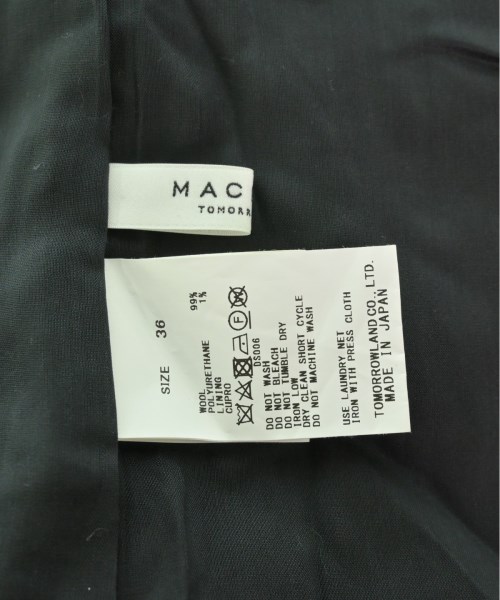 MAC
TOMORR
SIZE 36
WOOL 99%
POLYURETHANE 1%
LINING
CUPRO
DS006
DO NOT WASH
DO NOT BLEACH
DO NOT TUMBLE DRY
IRON LOW
DRY CLEAN SHORT CYCLE
DO NOT MACHINE WASH
USE LAUNDRY NET
IRON WITH PRESS CLOTH
TOMORROWLAND CO., LTD.
MADE IN JAPAN